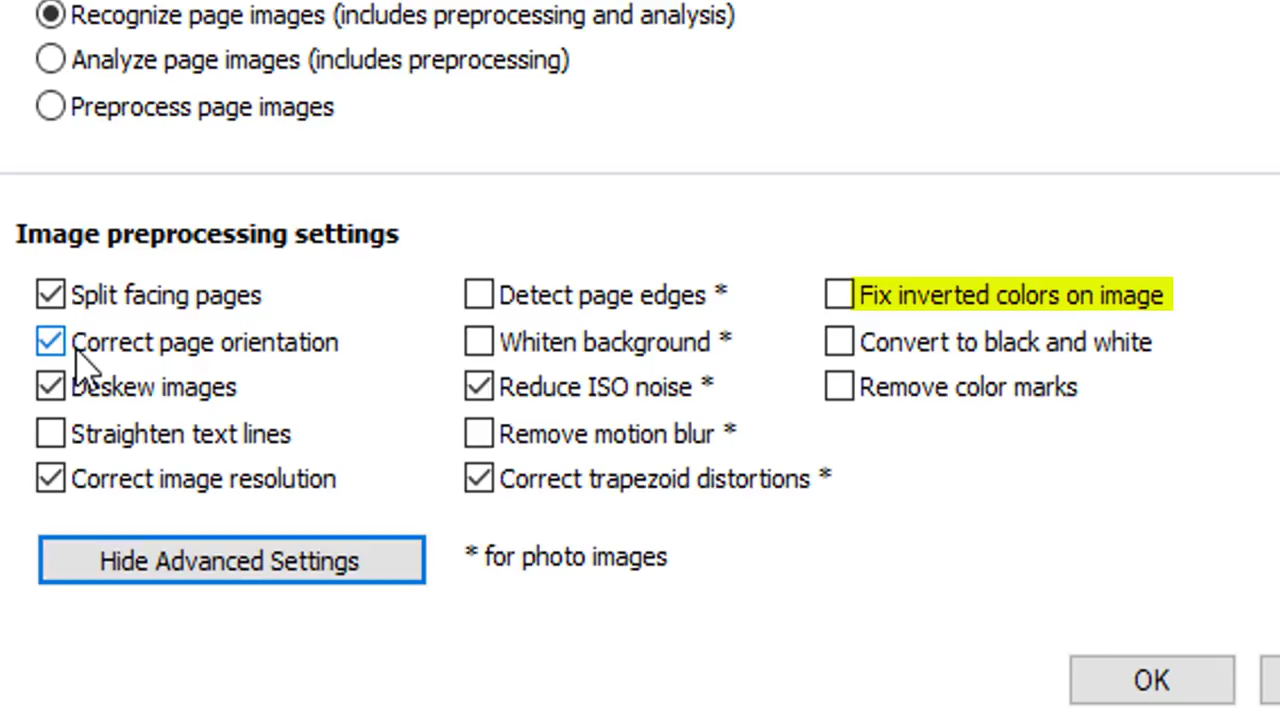 Recognize page images (includes preprocessing and analysis)
Analyze page images (includes preprocessing)
Preprocess page images
Image preprocessing settings
Split facing pages
Correct page orientation
Deskew images
Straighten text lines
Correct image resolution
Detect page edges *
Whiten background *
Reduce ISO noise *
Remove motion blur *
Correct trapezoid distortions *
Fix inverted colors on image
Convert to black and white
Remove color marks
Hide Advanced Settings
* for photo images
OK